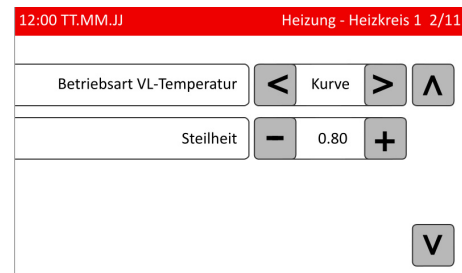 12:00 TT.MM.JJ Heizung - Heizkreis 1 2/11
Betriebsart VL-Temperatur < Kurve > Λ
Steilheit − 0.80 +
V